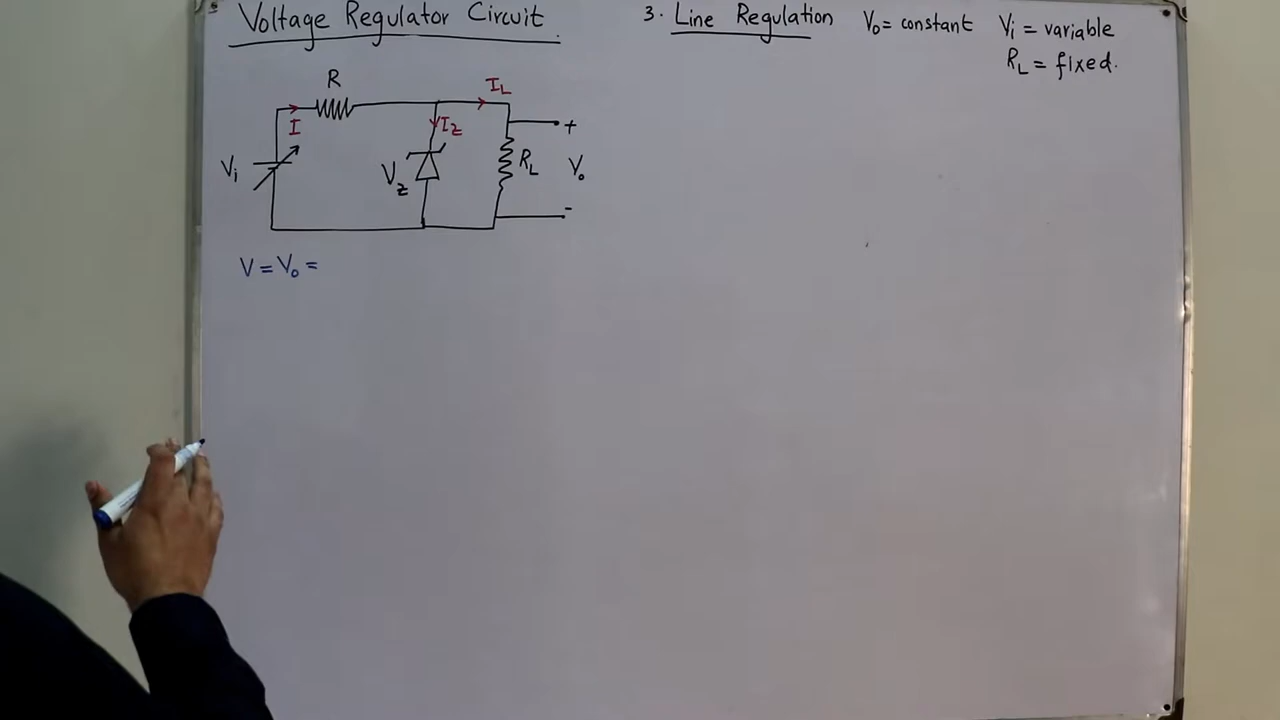 Voltage Regulator Circuit
3. Line Regulation V₀ = constant Vᵢ = variable
R_L = fixed.
R
I_L
I
I_Z
Vᵢ
V_Z
R_L
+
V₀
-
V = V₀ =